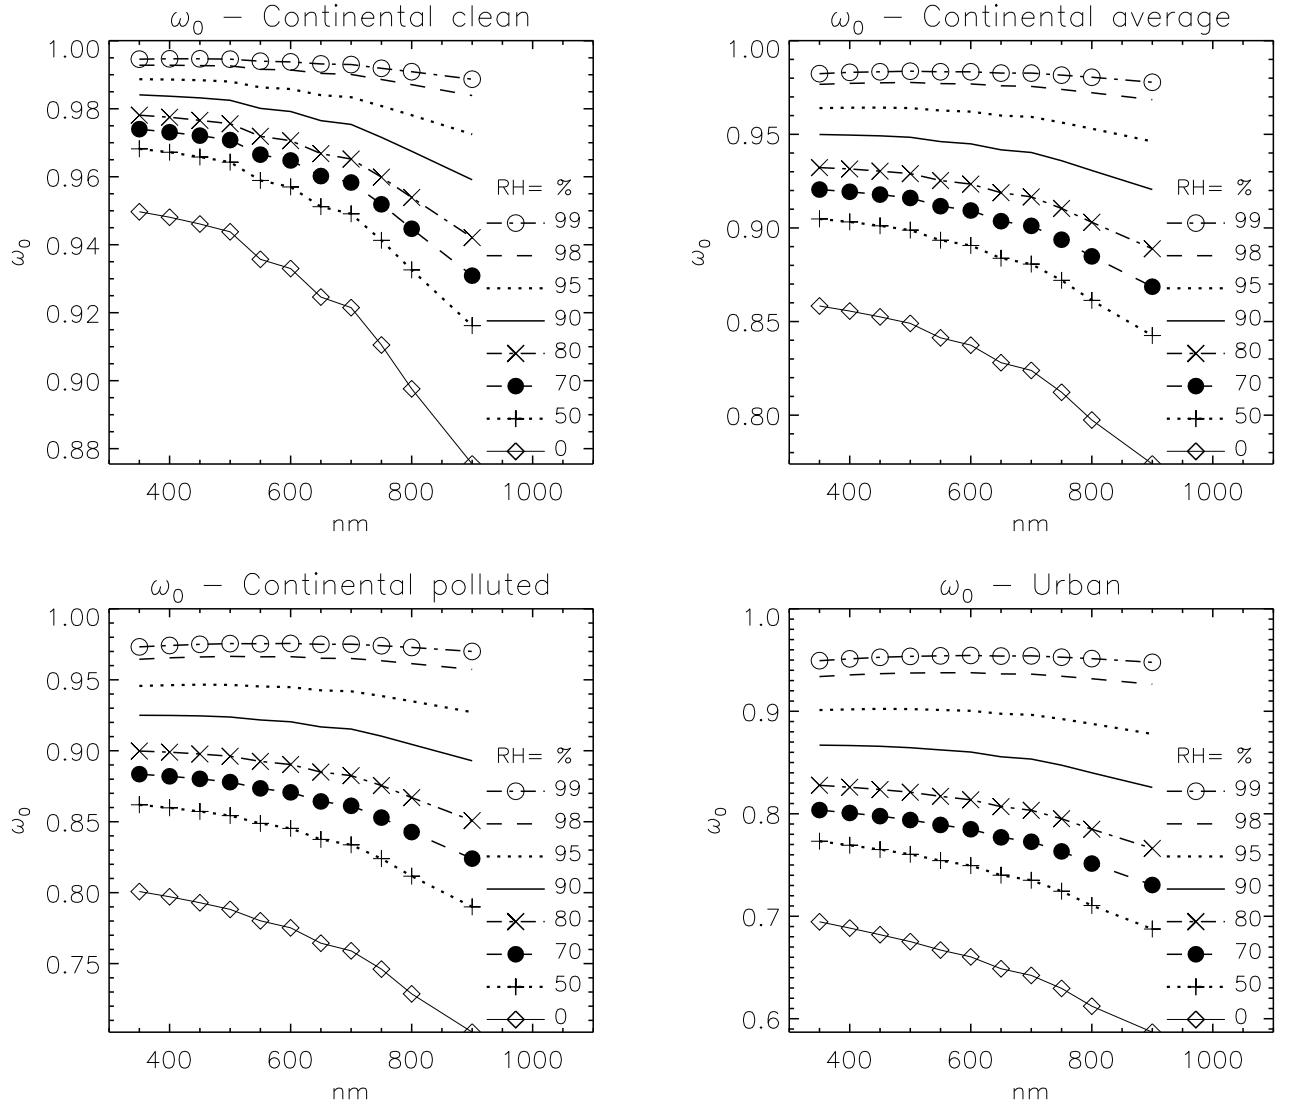 ω0 − Continental clean
1.00
0.98
0.96
0.94
0.92
0.90
0.88
ω0
RH= %
99
98
95
90
80
70
50
0
400 600 800 1000
nm
ω0 − Continental average
1.00
0.95
0.90
0.85
0.80
ω0
RH= %
99
98
95
90
80
70
50
0
400 600 800 1000
nm
ω0 − Continental polluted
1.00
0.95
0.90
0.85
0.80
0.75
ω0
RH= %
99
98
95
90
80
70
50
0
400 600 800 1000
nm
ω0 − Urban
1.0
0.9
0.8
0.7
0.6
ω0
RH= %
99
98
95
90
80
70
50
0
400 600 800 1000
nm